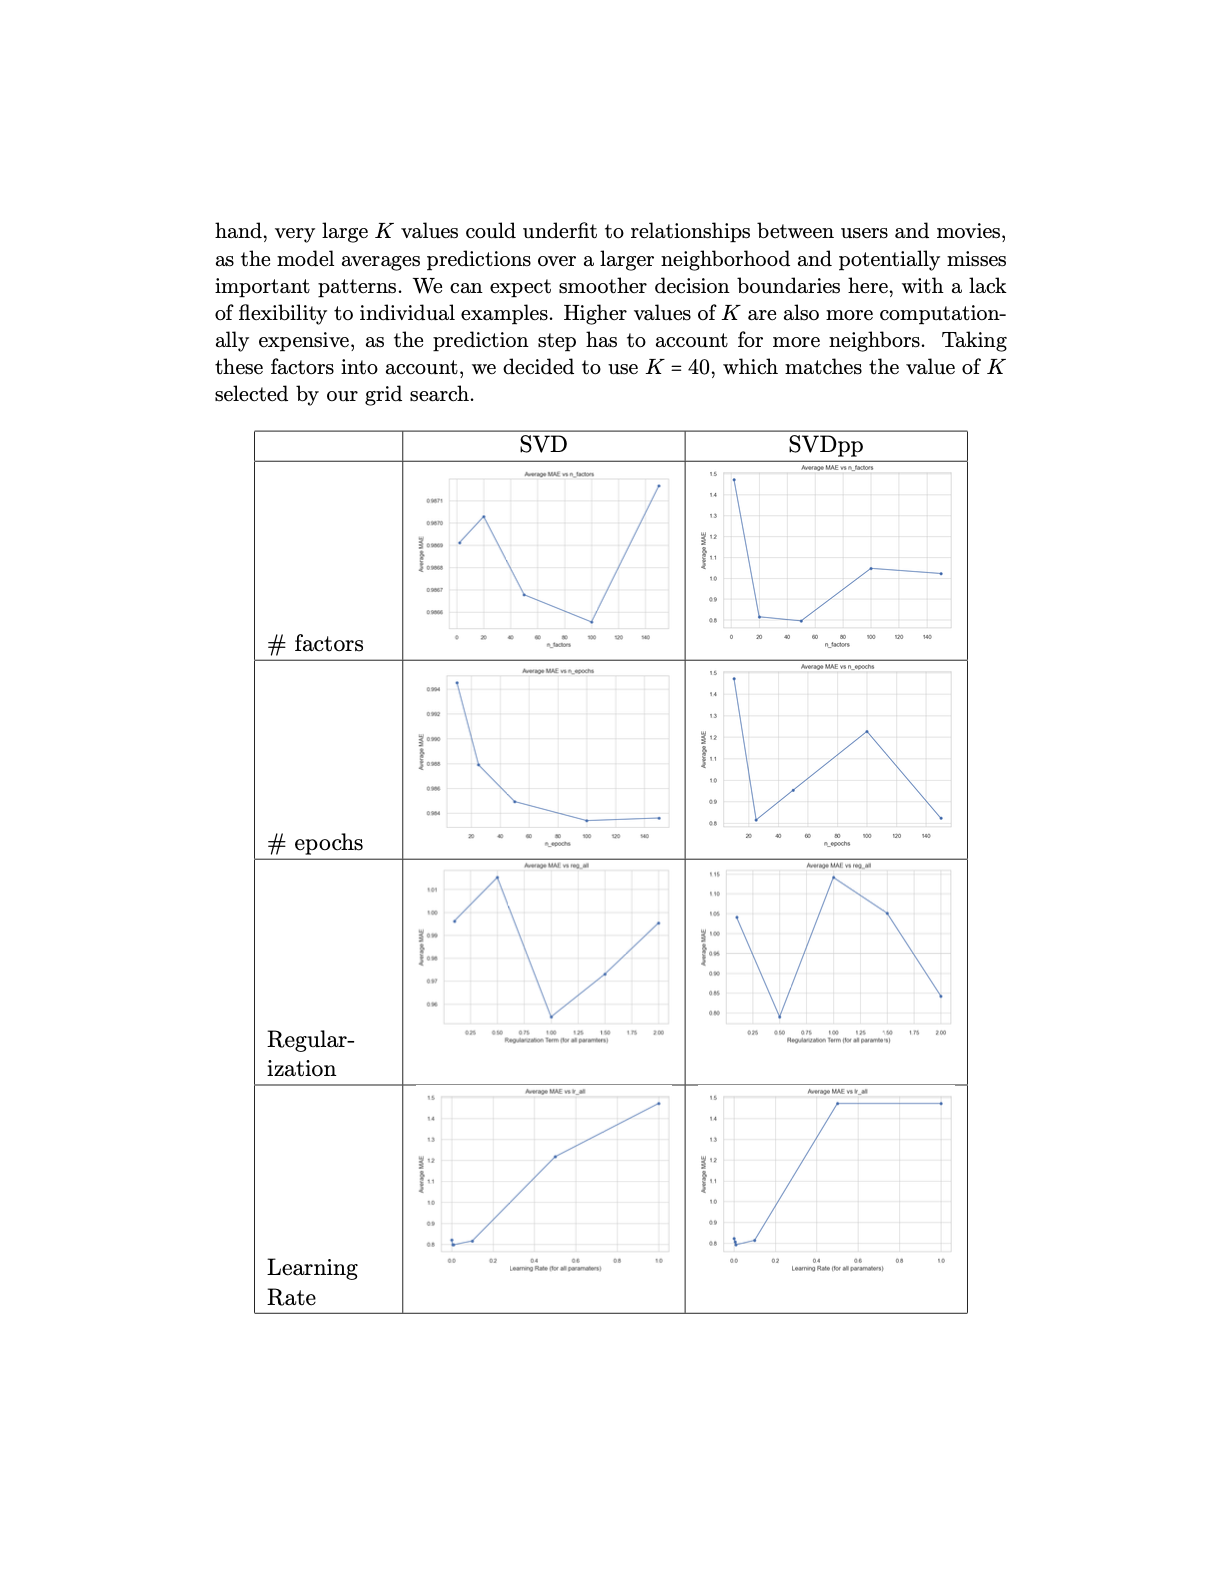 hand, very large K values could underfit to relationships between users and movies,
as the model averages predictions over a larger neighborhood and potentially misses
important patterns. We can expect smoother decision boundaries here, with a lack
of flexibility to individual examples. Higher values of K are also more computation-
ally expensive, as the prediction step has to account for more neighbors. Taking
these factors into account, we decided to use K = 40, which matches the value of K
selected by our grid search.
SVD SVDpp
# factors
Average MAE vs n_factors
Average MAE
0.9871
0.9870
0.9869
0.9868
0.9867
0.9866
0 20 40 60 80 100 120 140
n_factors
Average MAE vs n_factors
Average MAE
1.5
1.4
1.3
1.2
1.1
1.0
0.9
0.8
0 20 40 60 80 100 120 140
n_factors
# epochs
Average MAE vs n_epochs
Average MAE
0.994
0.992
0.990
0.988
0.986
0.984
20 40 60 80 100 120 140
n_epochs
Average MAE vs n_epochs
Average MAE
1.5
1.4
1.3
1.2
1.1
1.0
0.9
0.8
20 40 60 80 100 120 140
n_epochs
Regular-
ization
Average MAE vs reg_all
Average MAE
1.01
1.00
0.99
0.98
0.97
0.96
0.25 0.50 0.75 1.00 1.25 1.50 1.75 2.00
Regularization Term (for all paramters)
Average MAE vs reg_all
Average MAE
1.15
1.10
1.05
1.00
0.95
0.90
0.85
0.80
0.25 0.50 0.75 1.00 1.25 1.50 1.75 2.00
Regularization Term (for all paramters)
Learning
Rate
Average MAE vs lr_all
Average MAE
1.5
1.4
1.3
1.2
1.1
1.0
0.9
0.8
0.0 0.2 0.4 0.6 0.8 1.0
Learning Rate (for all paramaters)
Average MAE vs lr_all
Average MAE
1.5
1.4
1.3
1.2
1.1
1.0
0.9
0.8
0.0 0.2 0.4 0.6 0.8 1.0
Learning Rate (for all paramaters)